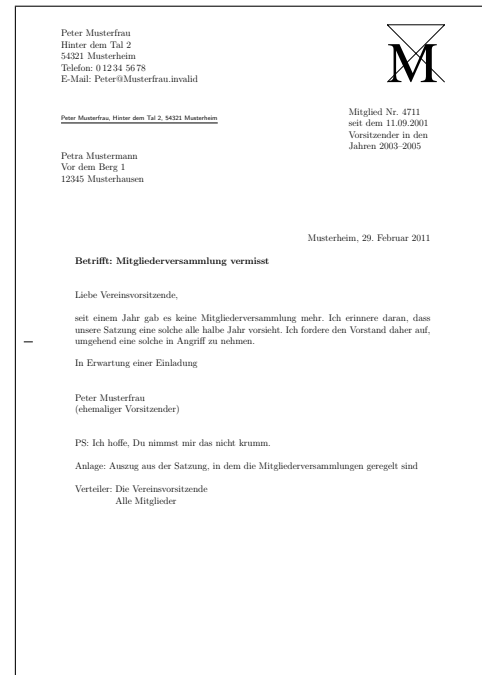 Peter Musterfrau
Hinter dem Tal 2
54321 Musterheim
Telefon: 0 12 34 56 78
E-Mail: Peter@Musterfrau.invalid
M
Peter Musterfrau, Hinter dem Tal 2, 54321 Musterheim
Mitglied Nr. 4711
seit dem 11.09.2001
Vorsitzender in den
Jahren 2003–2005
Petra Mustermann
Vor dem Berg 1
12345 Musterhausen
Musterheim, 29. Februar 2011
Betrifft: Mitgliederversammlung vermisst
Liebe Vereinsvorsitzende,
seit einem Jahr gab es keine Mitgliederversammlung mehr. Ich erinnere daran, dass
unsere Satzung eine solche alle halbe Jahr vorsieht. Ich fordere den Vorstand daher auf,
umgehend eine solche in Angriff zu nehmen.
In Erwartung einer Einladung
Peter Musterfrau
(ehemaliger Vorsitzender)
PS: Ich hoffe, Du nimmst mir das nicht krumm.
Anlage: Auszug aus der Satzung, in dem die Mitgliederversammlungen geregelt sind
Verteiler: Die Vereinsvorsitzende
Alle Mitglieder